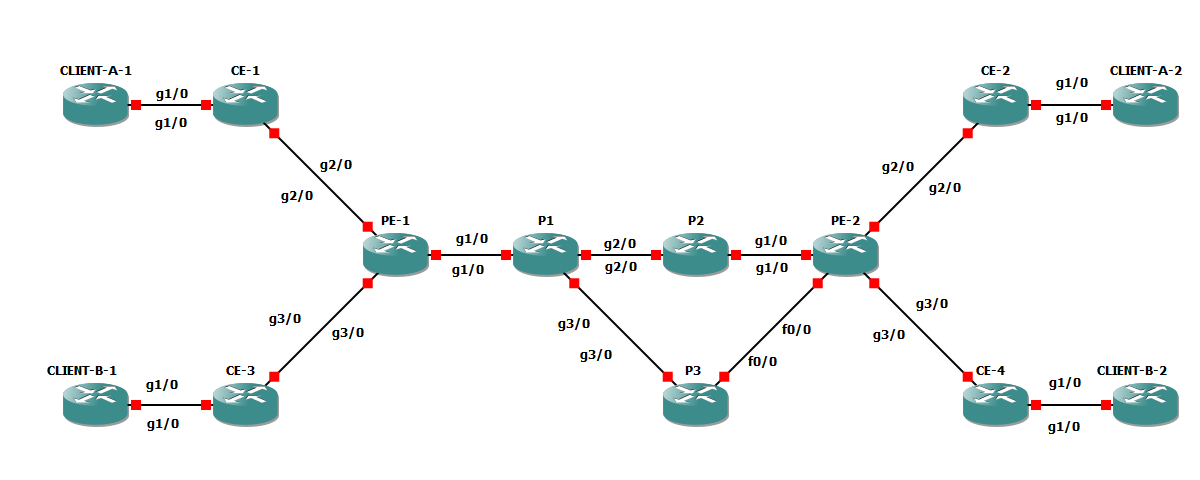 CLIENT-A-1
CE-1
CE-2
CLIENT-A-2
g1/0
g1/0
g1/0
g1/0
g2/0
g2/0
g2/0
g2/0
PE-1
P1
P2
PE-2
g1/0
g2/0
g1/0
g1/0
g2/0
g1/0
g3/0
g3/0
g3/0
g3/0
f0/0
f0/0
g3/0
g3/0
CLIENT-B-1
CE-3
P3
CE-4
CLIENT-B-2
g1/0
g1/0
g1/0
g1/0